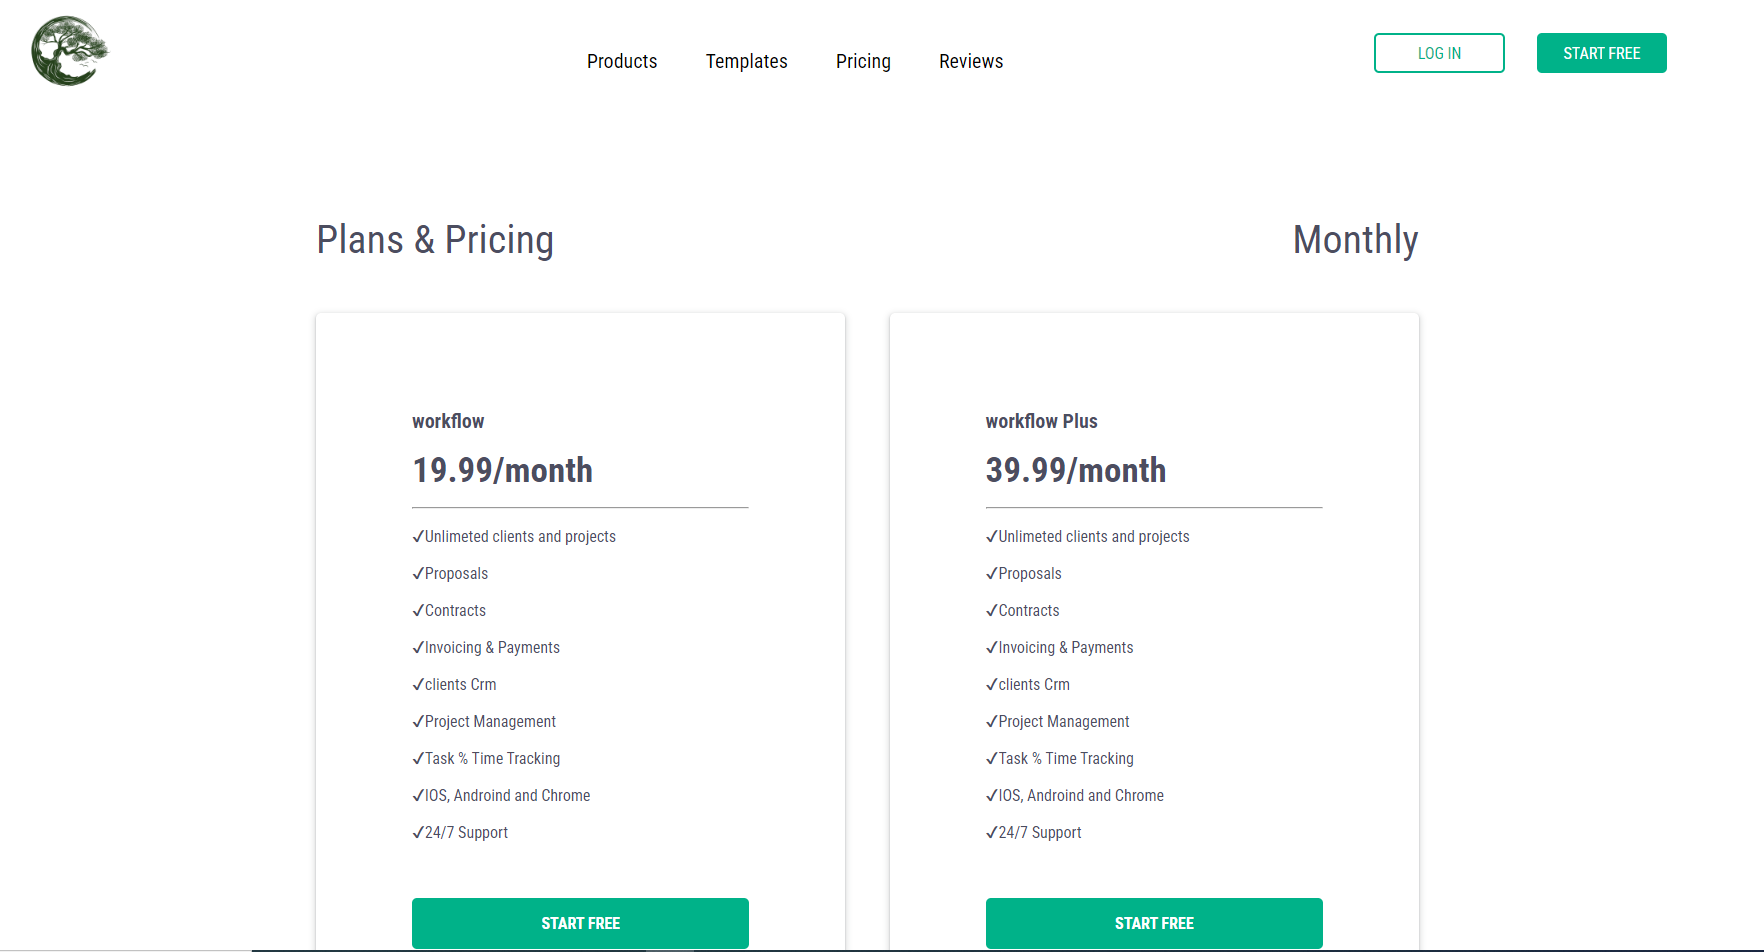 Products Templates Pricing Reviews LOG IN START FREE
Plans & Pricing Monthly
workflow
19.99/month
✓Unlimeted clients and projects
✓Proposals
✓Contracts
✓Invoicing & Payments
✓clients Crm
✓Project Management
✓Task % Time Tracking
✓IOS, Androind and Chrome
✓24/7 Support
START FREE
workflow Plus
39.99/month
✓Unlimeted clients and projects
✓Proposals
✓Contracts
✓Invoicing & Payments
✓clients Crm
✓Project Management
✓Task % Time Tracking
✓IOS, Androind and Chrome
✓24/7 Support
START FREE